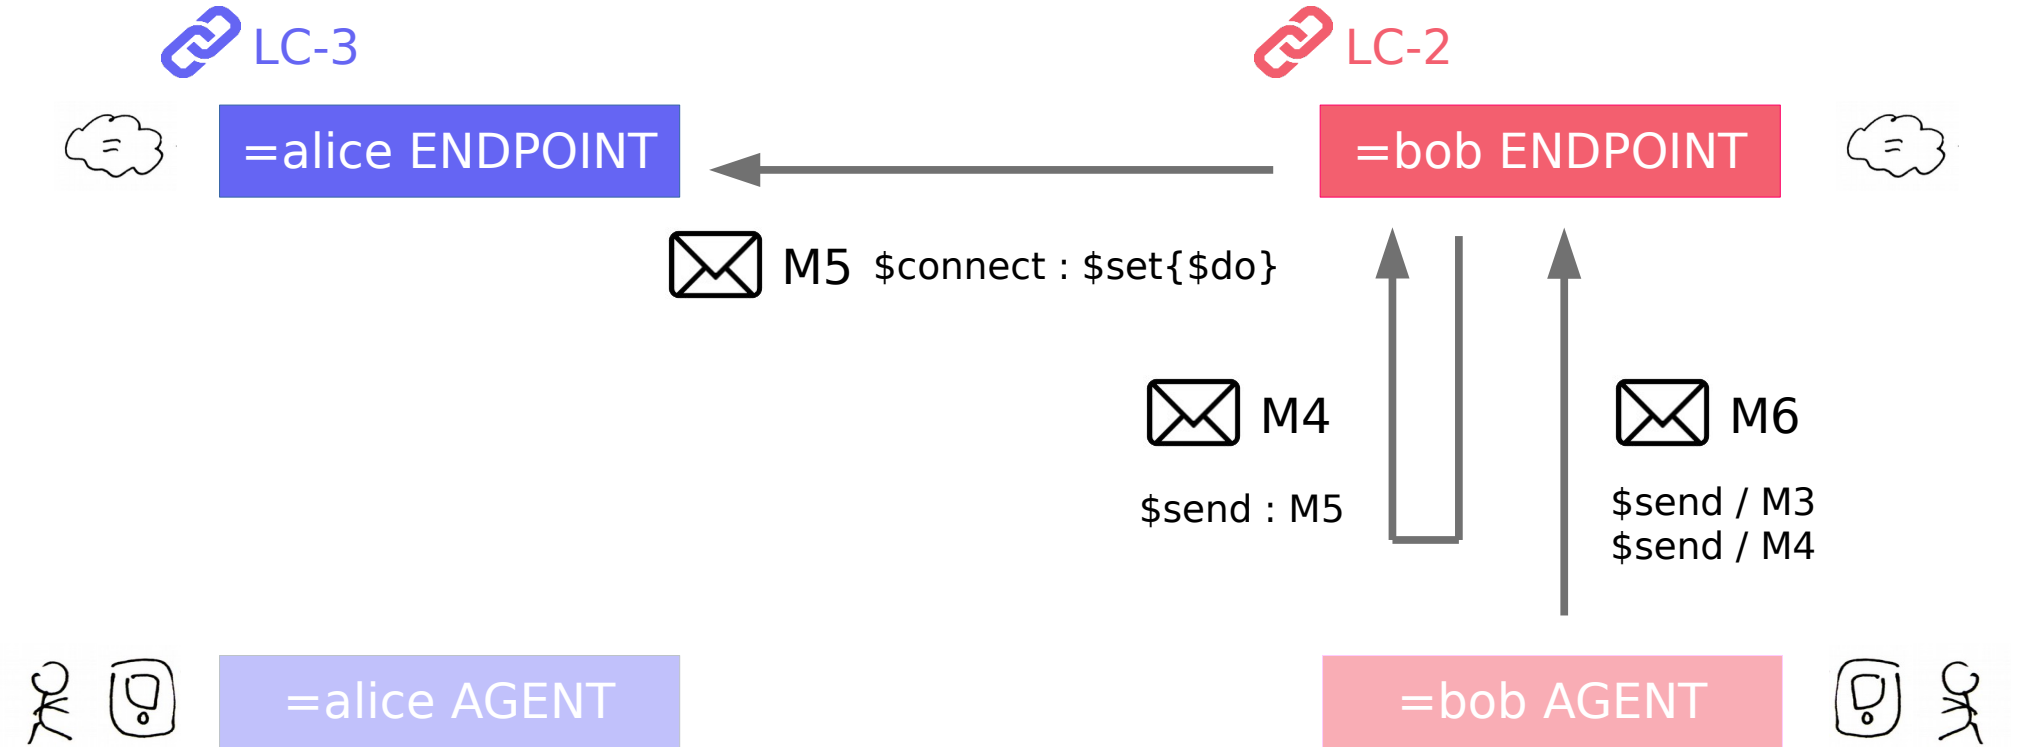 LC-3
LC-2
=alice ENDPOINT
=bob ENDPOINT
M5 $connect : $set{$do}
M4
M6
$send : M5
$send / M3
$send / M4
=alice AGENT
=bob AGENT